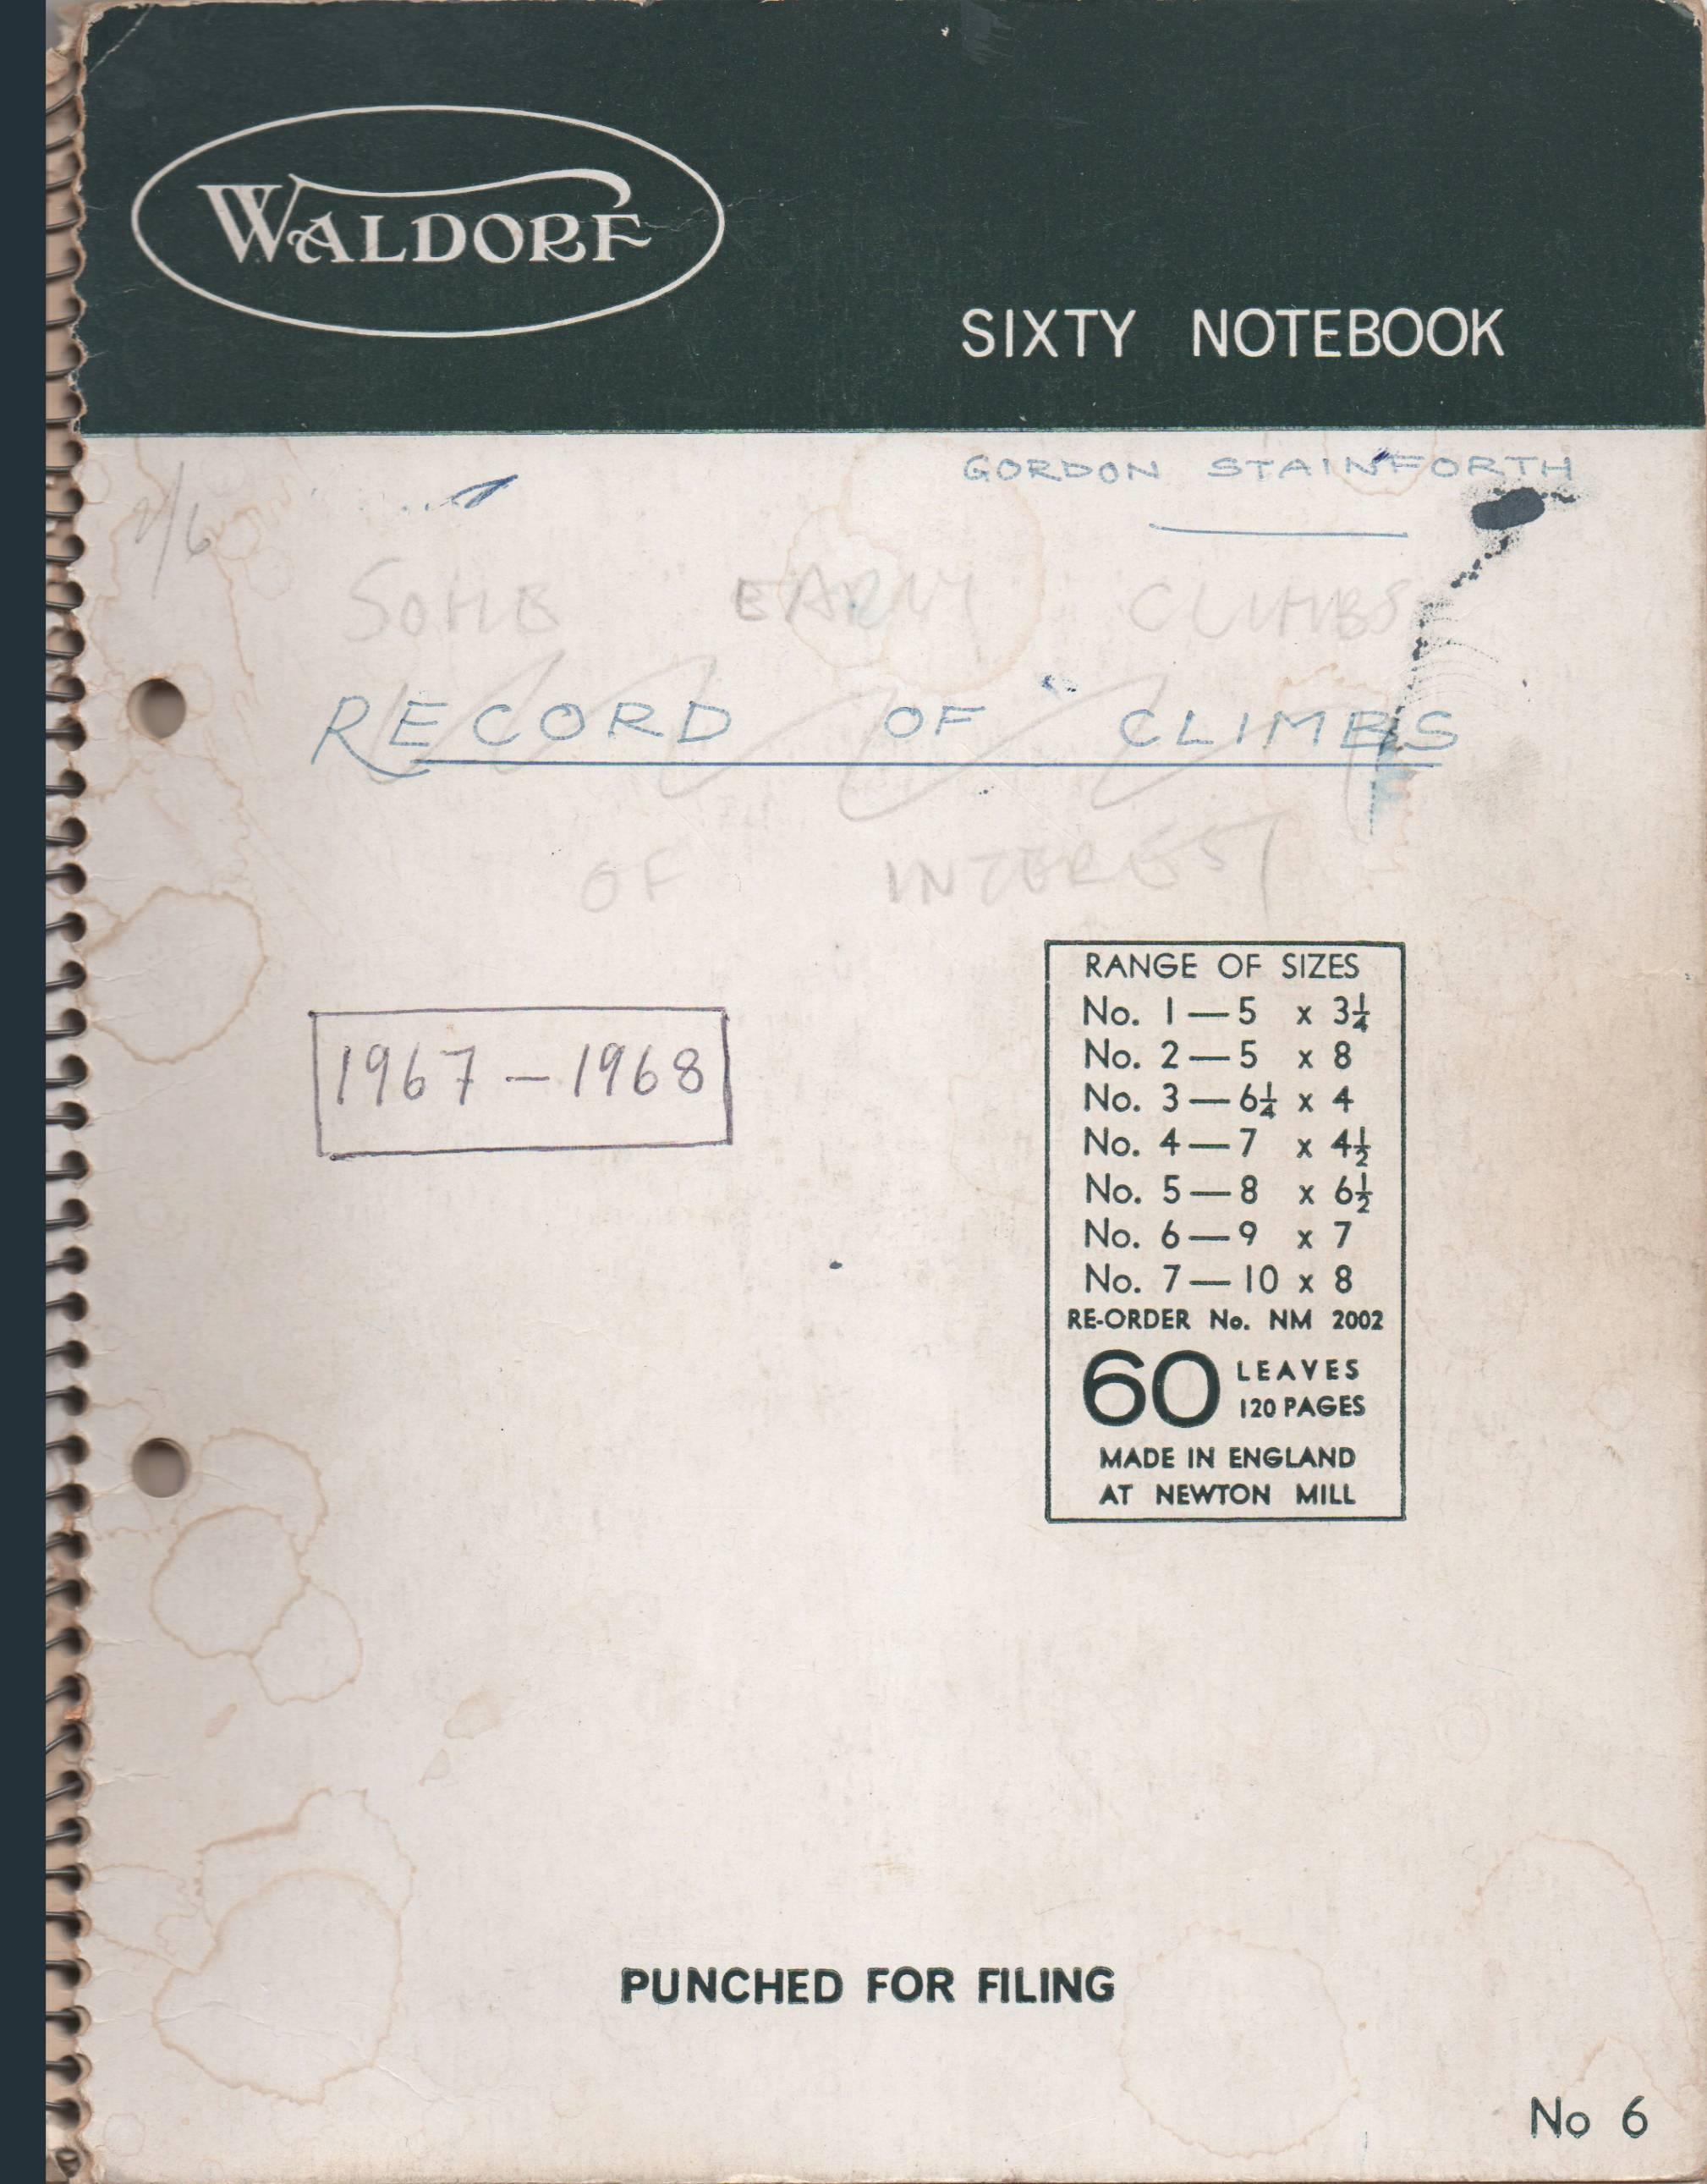 WALDORF
SIXTY NOTEBOOK
GORDON STAINFORTH
2/6
SOME EARLY CLIMBS
RECORD OF CLIMBS
OF INTEREST
1967 - 1968
RANGE OF SIZES
No. 1 — 5 x 3¼
No. 2 — 5 x 8
No. 3 — 6¼ x 4
No. 4 — 7 x 4½
No. 5 — 8 x 6½
No. 6 — 9 x 7
No. 7 — 10 x 8
RE-ORDER No. NM 2002
60 LEAVES
120 PAGES
MADE IN ENGLAND
AT NEWTON MILL
PUNCHED FOR FILING
No 6